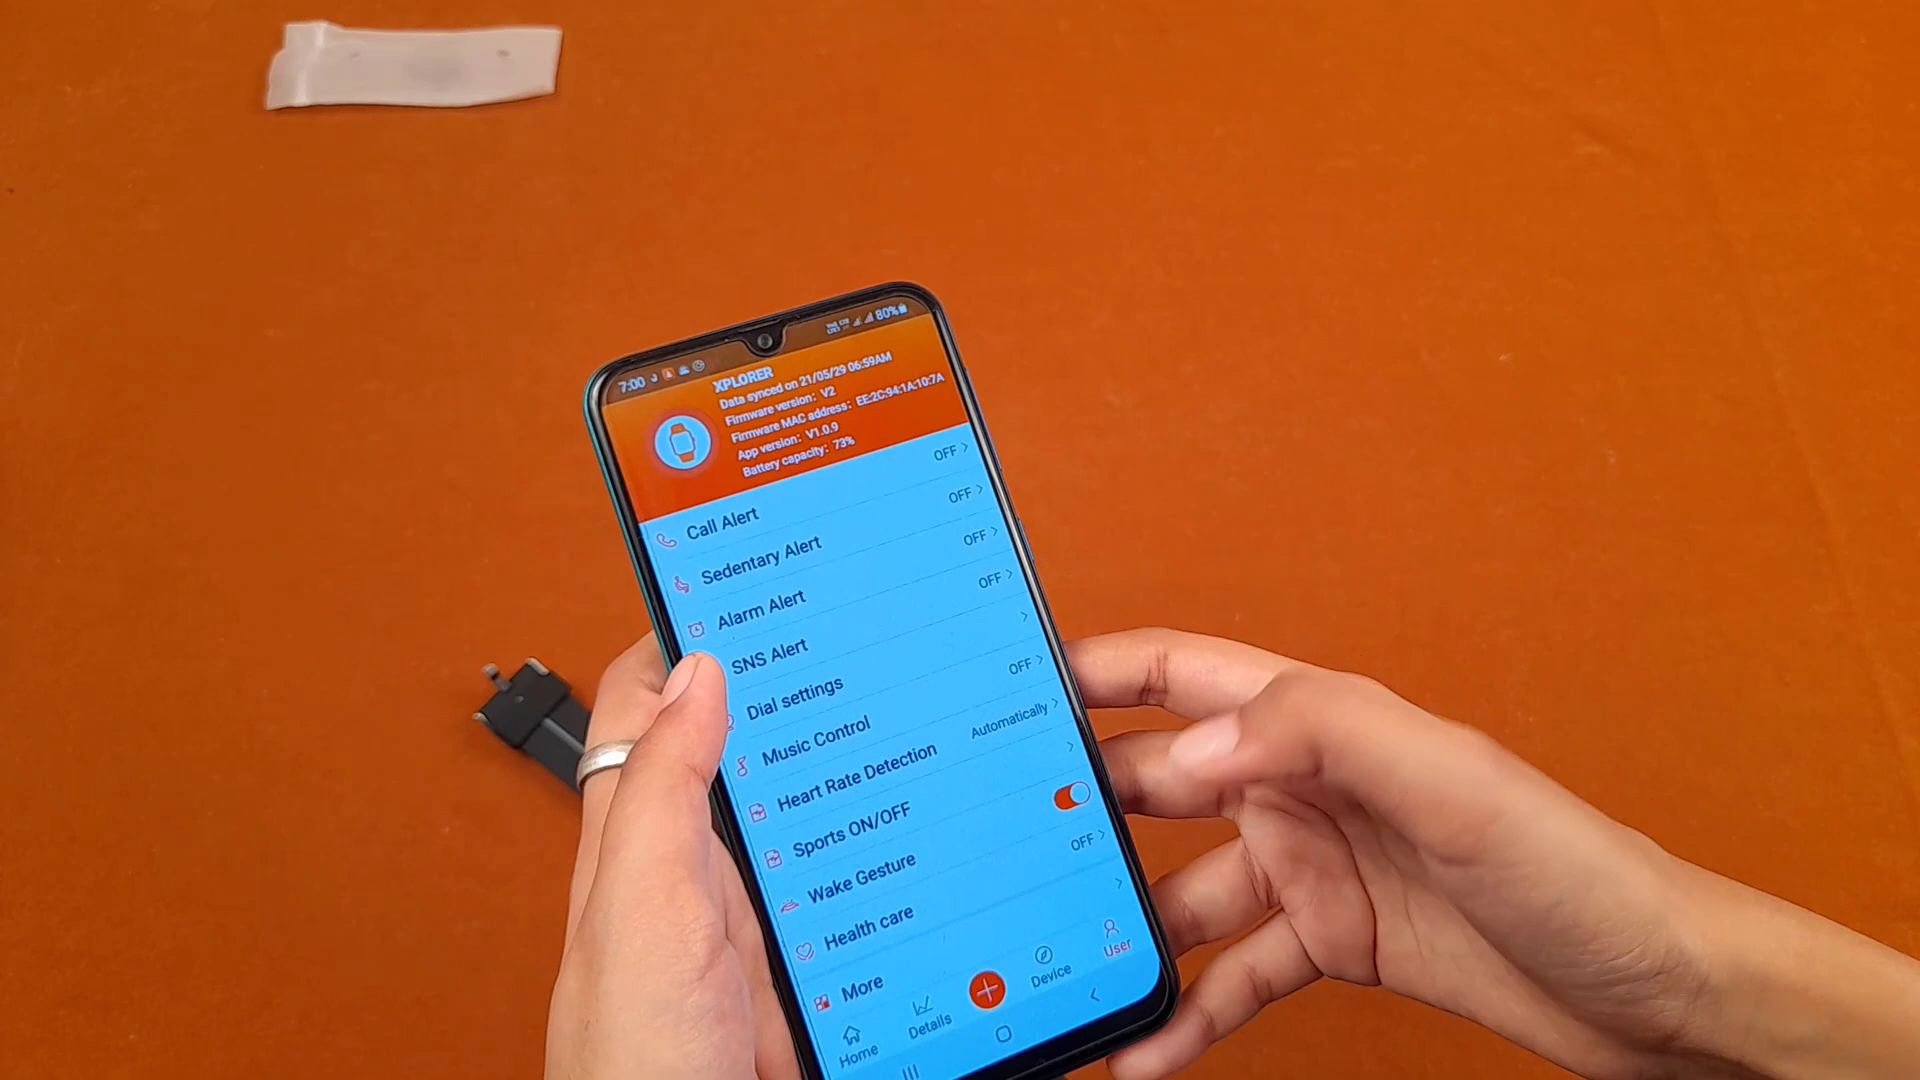 7:00
80%
XPLORER
Data synced on 21/05/29 06:59AM
Firmware version: V2
Firmware MAC address: EE:2C:94:1A:10:7A
App version: V1.0.9
Battery capacity: 73%
Call Alert OFF
Sedentary Alert OFF
Alarm Alert OFF
SNS Alert OFF
Dial settings
Music Control OFF
Heart Rate Detection Automatically
Sports ON/OFF
Wake Gesture
Health care OFF
More
Home Details Device User